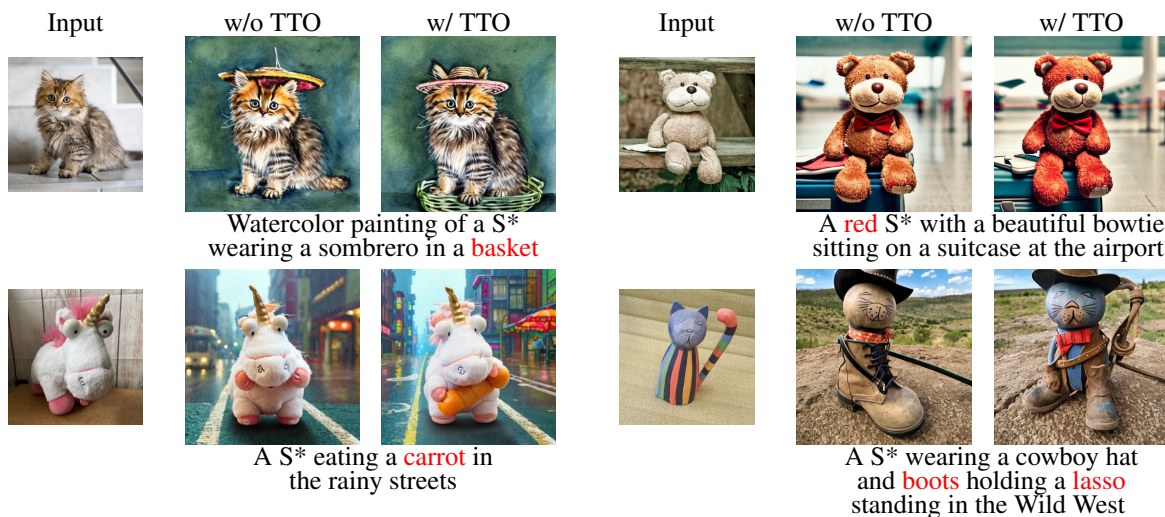 Input w/o TTO w/ TTO Input w/o TTO w/ TTO
Watercolor painting of a S*
wearing a sombrero in a basket
A red S* with a beautiful bowtie
sitting on a suitcase at the airport
A S* eating a carrot in
the rainy streets
A S* wearing a cowboy hat
and boots holding a lasso
standing in the Wild West